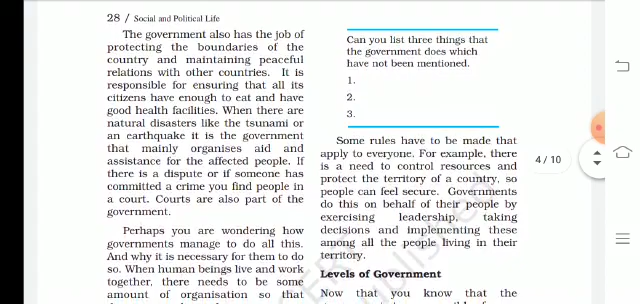 28 / Social and Political Life
The government also has the job of
protecting the boundaries of the
country and maintaining peaceful
relations with other countries. It is
responsible for ensuring that all its
citizens have enough to eat and have
good health facilities. When there are
natural disasters like the tsunami or
an earthquake it is the government
that mainly organises aid and
assistance for the affected people. If
there is a dispute or if someone has
committed a crime you find people in
a court. Courts are also part of the
government.
Perhaps you are wondering how
governments manage to do all this.
And why it is necessary for them to do
so. When human beings live and work
together, there needs to be some
amount of organisation so that
Can you list three things that
the government does which
have not been mentioned.
1.
2.
3.
Some rules have to be made that
apply to everyone. For example, there
is a need to control resources and
protect the territory of a country, so
people can feel secure. Governments
do this on behalf of their people by
exercising leadership, taking
decisions and implementing these
among all the people living in their
territory.
Levels of Government
Now that you know that the
4 / 10